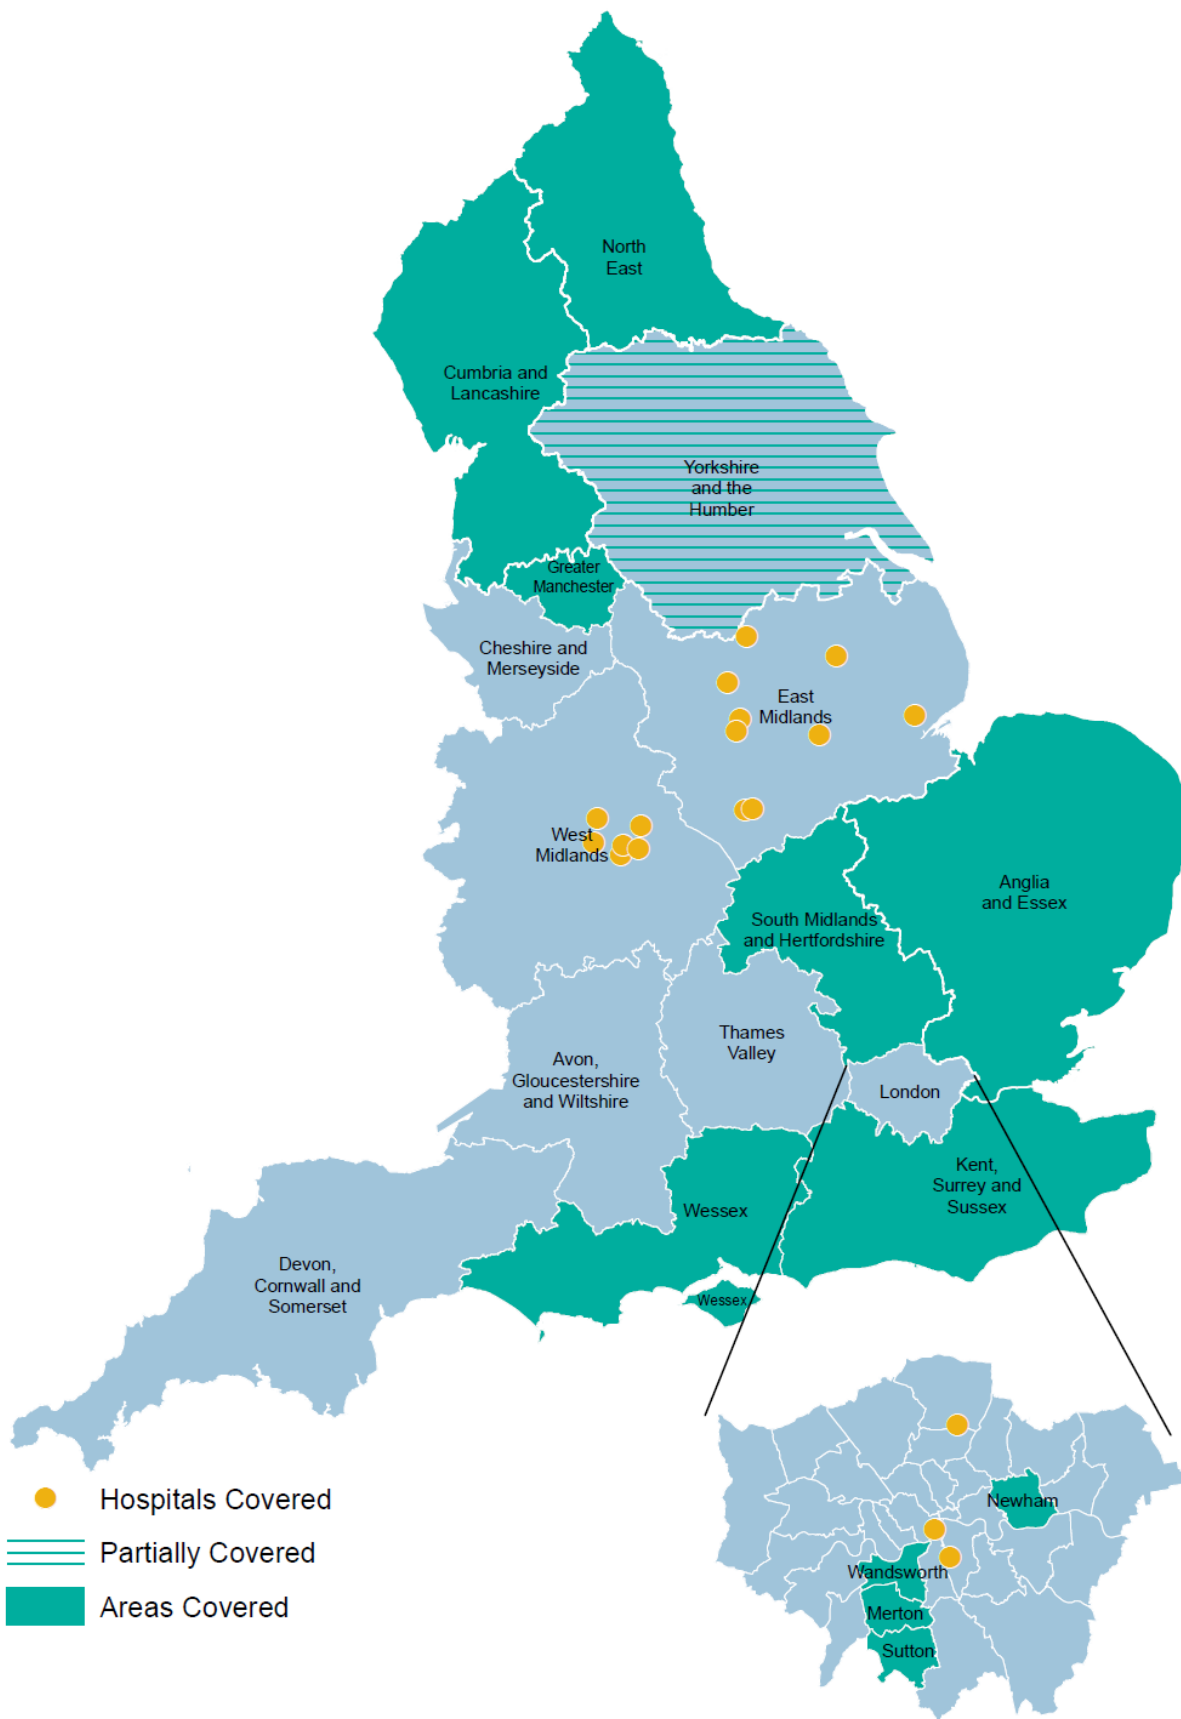 North
East
Cumbria and
Lancashire
Yorkshire
and the
Humber
Greater
Manchester
Cheshire and
Merseyside
East
Midlands
West
Midlands
Anglia
and Essex
South Midlands
and Hertfordshire
Thames
Valley
Avon,
Gloucestershire
and Wiltshire
London
Kent,
Surrey and
Sussex
Wessex
Devon,
Cornwall and
Somerset
Wessex
Hospitals Covered
Partially Covered
Areas Covered
Newham
Wandsworth
Merton
Sutton